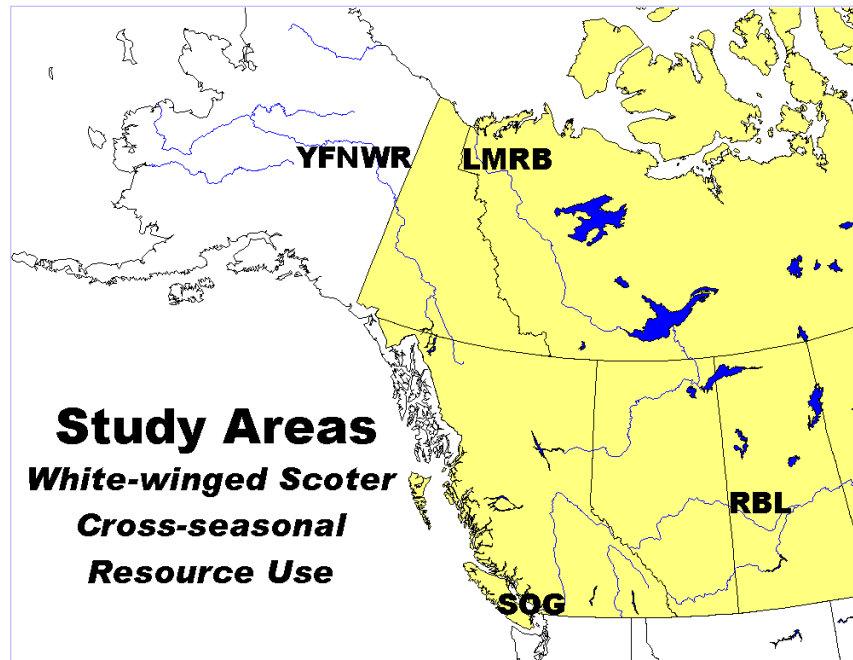 YFNWR
LMRB
Study Areas
White-winged Scoter
Cross-seasonal
Resource Use
RBL
SOG